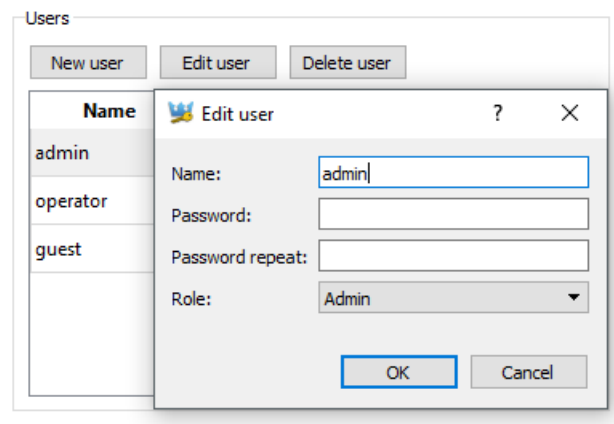 Users
New user Edit user Delete user
Name
admin
operator
guest
Edit user ?
Name: admin
Password:
Password repeat:
Role: Admin
OK Cancel